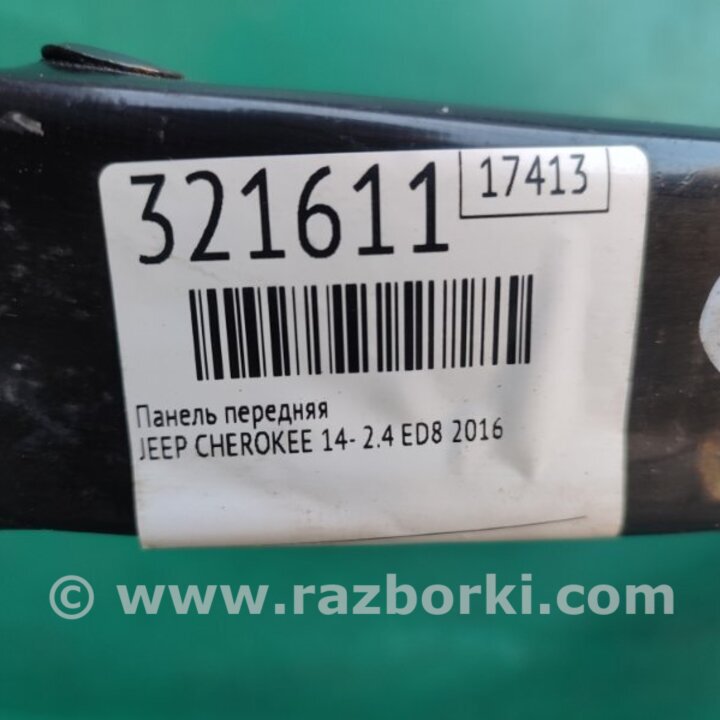 321611
17413
Панель передняя
JEEP CHEROKEE 14- 2.4 ED8 2016
© www.razborki.com